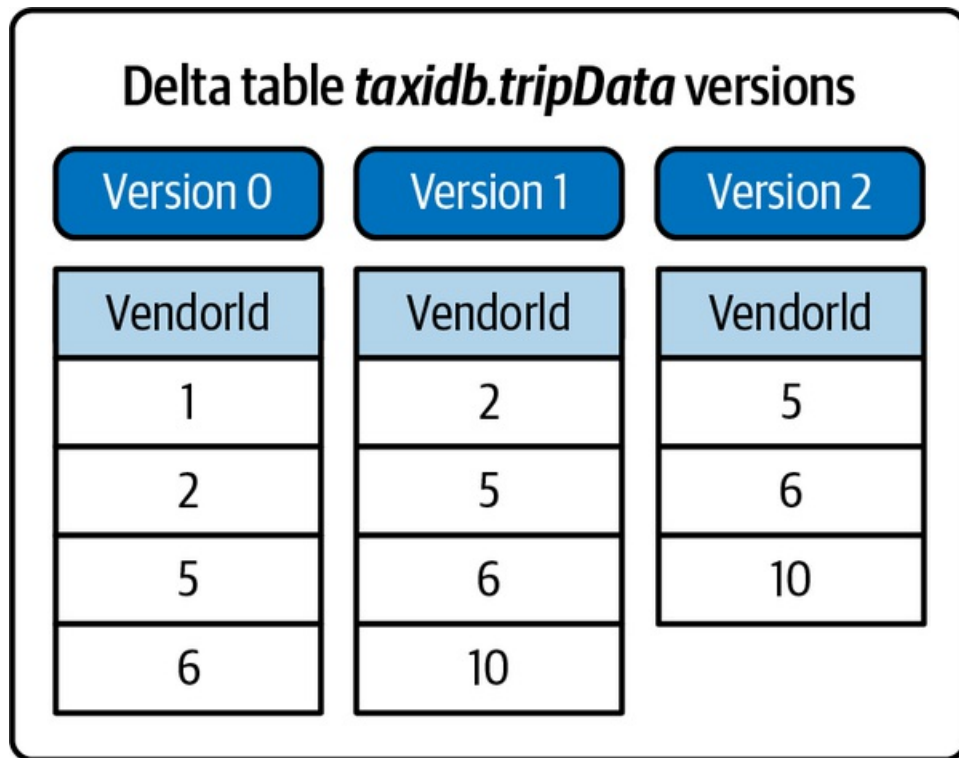 Delta table taxidb.tripData versions
Version 0 Version 1 Version 2
VendorId VendorId VendorId
1 2 5
2 5 6
5 6 10
6 10